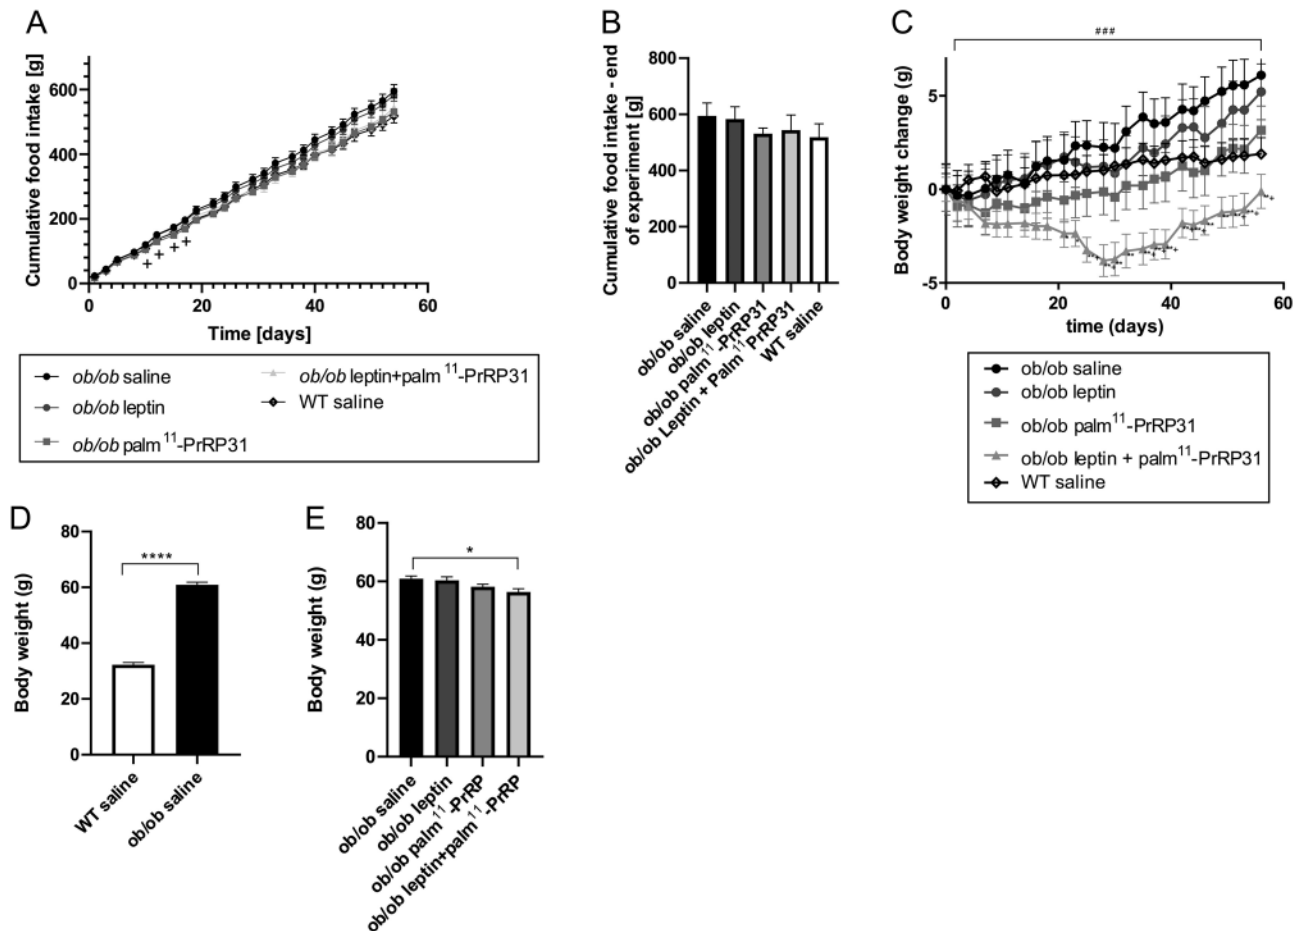 A
Cumulative food intake [g]
600
400
200
0
0 20 40 60
Time [days]
+ + + +
ob/ob saline
ob/ob leptin
ob/ob palm¹¹-PrRP31
ob/ob leptin+palm¹¹-PrRP31
WT saline
B
Cumulative food intake - end
of experiment [g]
800
600
400
200
0
ob/ob saline
ob/ob leptin
ob/ob palm¹¹-PrRP31
ob/ob Leptin + Palm¹¹PrRP31
WT saline
C
###
Body weight change (g)
5
0
-5
0 20 40 60
time (days)
ob/ob saline
ob/ob leptin
ob/ob palm¹¹-PrRP31
ob/ob leptin + palm¹¹-PrRP31
WT saline
D
Body weight (g)
80
60
40
20
0
****
WT saline
ob/ob saline
E
Body weight (g)
80
60
40
20
0
*
ob/ob saline
ob/ob leptin
ob/ob palm¹¹-PrRP
ob/ob leptin+palm¹¹-PrRP